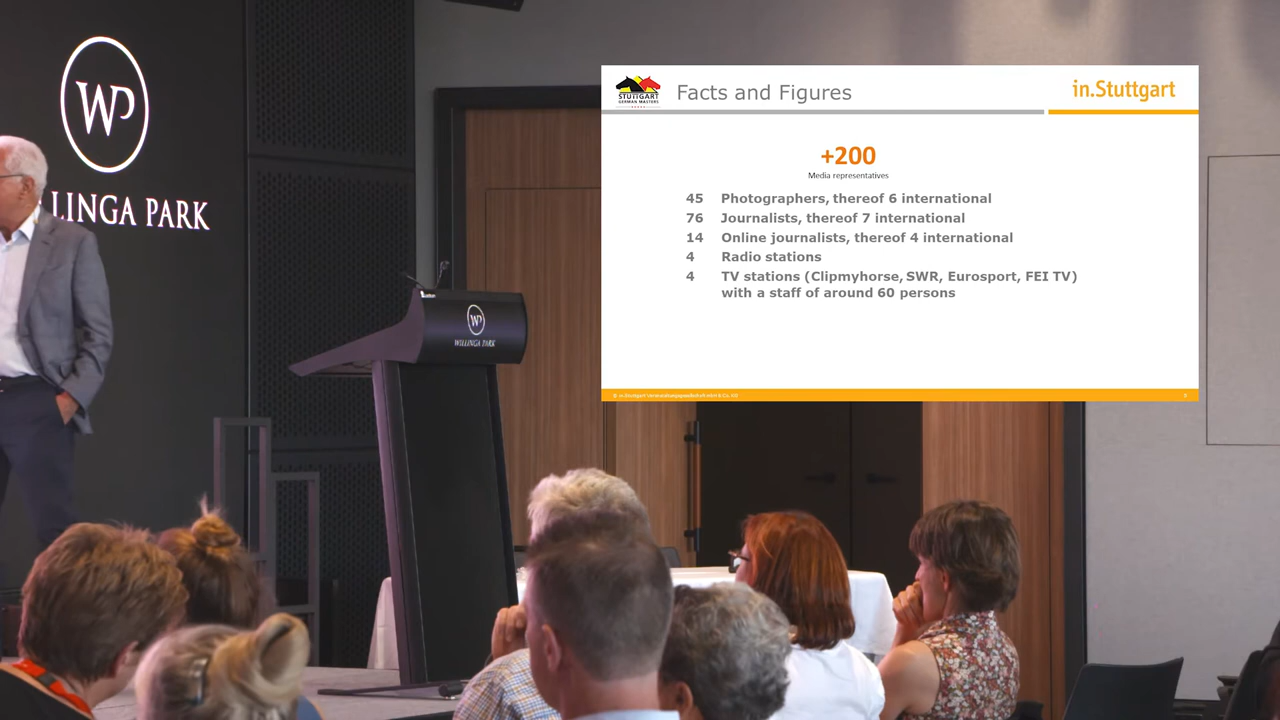 WP
LINGA PARK
STUTTGART
GERMAN MASTERS
Facts and Figures
in.Stuttgart
+200
Media representatives
45 Photographers, thereof 6 international
76 Journalists, thereof 7 international
14 Online journalists, thereof 4 international
4 Radio stations
4 TV stations (Clipmyhorse, SWR, Eurosport, FEI TV)
with a staff of around 60 persons
WP
WILLINGA PARK